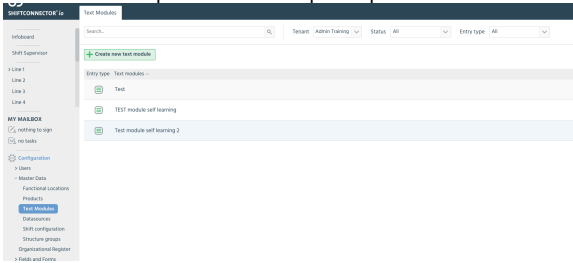 SHIFTCONNECTOR® io
Text Modules
Search...
Tenant Admin Training Status All Entry type All
Infoboard
Shift Supervisor
+ Create new text module
> Line 1
Line 2
Line 3
Line 4
Entry type Text modules
Test
TEST module self learning
Test module self learning 2
MY MAILBOX
nothing to sign
no tasks
Configuration
> Users
− Master Data
Functional Locations
Products
Text Modules
Datasources
Shift configuration
Structure groups
Organizational Register
> Fields and Forms